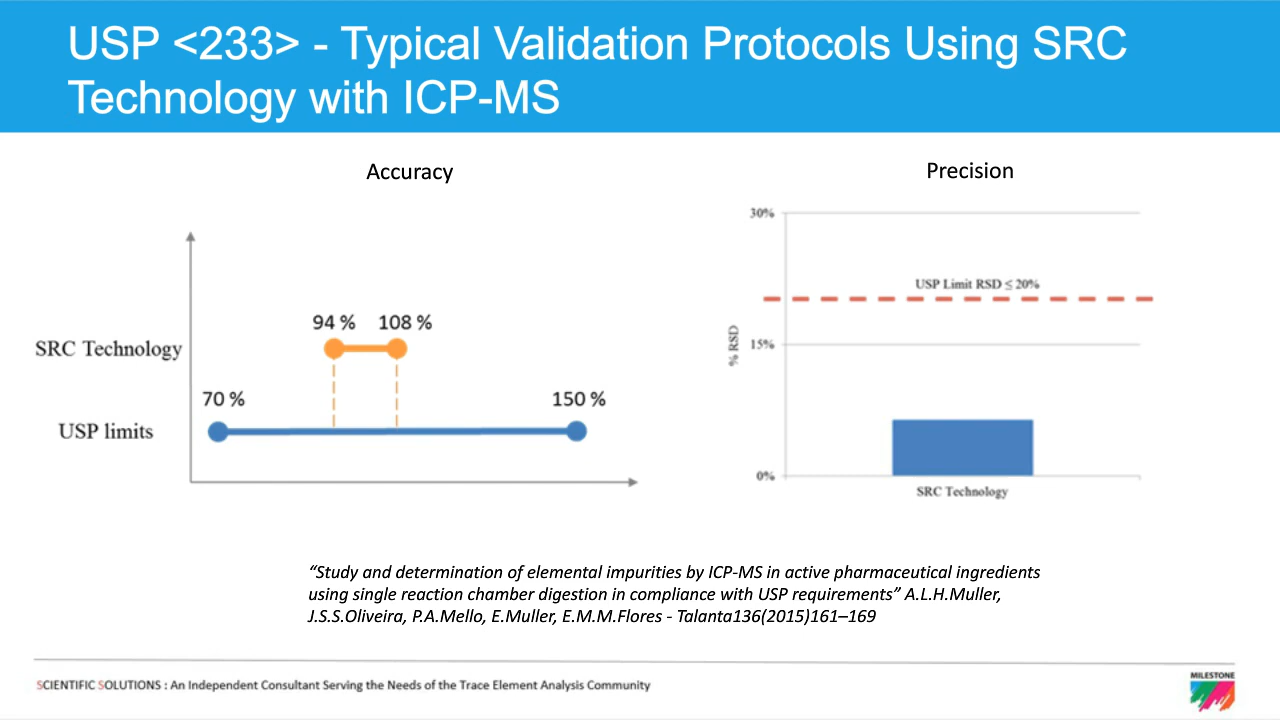 USP <233> - Typical Validation Protocols Using SRC
Technology with ICP-MS
Accuracy
94 % 108 %
SRC Technology
70 % 150 %
USP limits
Precision
30%
USP Limit RSD ≤ 20%
% RSD
15%
0%
SRC Technology
“Study and determination of elemental impurities by ICP-MS in active pharmaceutical ingredients
using single reaction chamber digestion in compliance with USP requirements” A.L.H.Muller,
J.S.S.Oliveira, P.A.Mello, E.Muller, E.M.M.Flores - Talanta136(2015)161–169
SCIENTIFIC SOLUTIONS : An Independent Consultant Serving the Needs of the Trace Element Analysis Community
MILESTONE